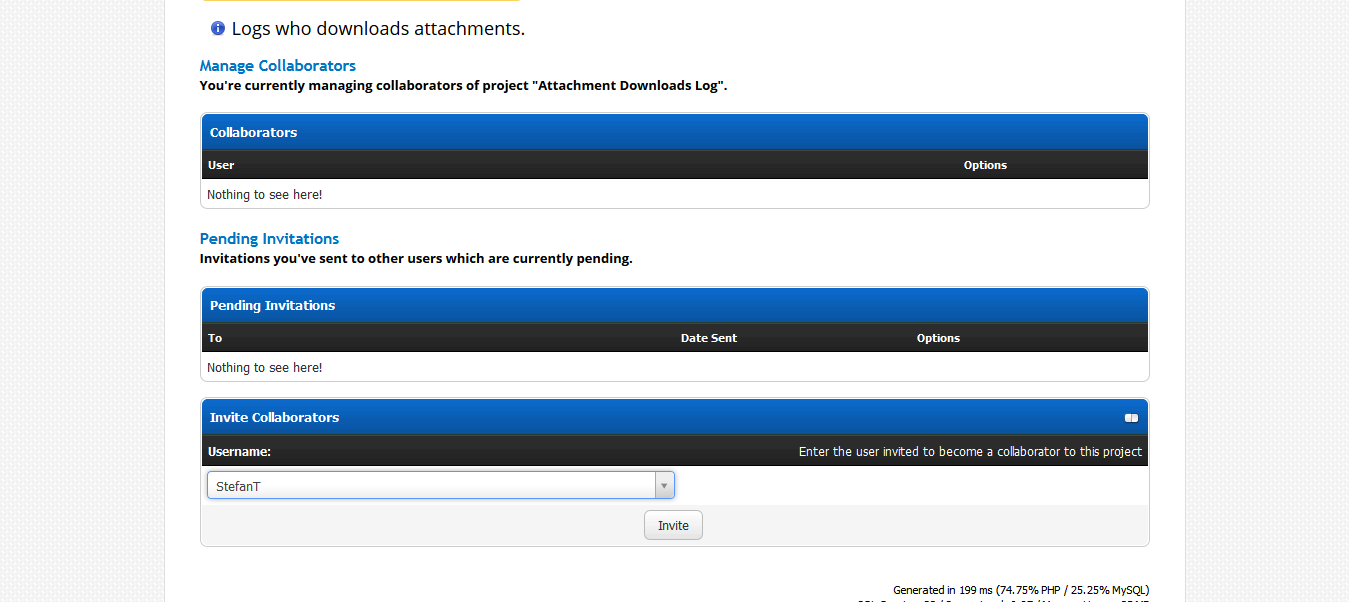 Logs who downloads attachments.
Manage Collaborators
You're currently managing collaborators of project "Attachment Downloads Log".
Collaborators
User Options
Nothing to see here!
Pending Invitations
Invitations you've sent to other users which are currently pending.
Pending Invitations
To Date Sent Options
Nothing to see here!
Invite Collaborators
Username: Enter the user invited to become a collaborator to this project
StefanT
Invite
Generated in 199 ms (74.75% PHP / 25.25% MySQL)